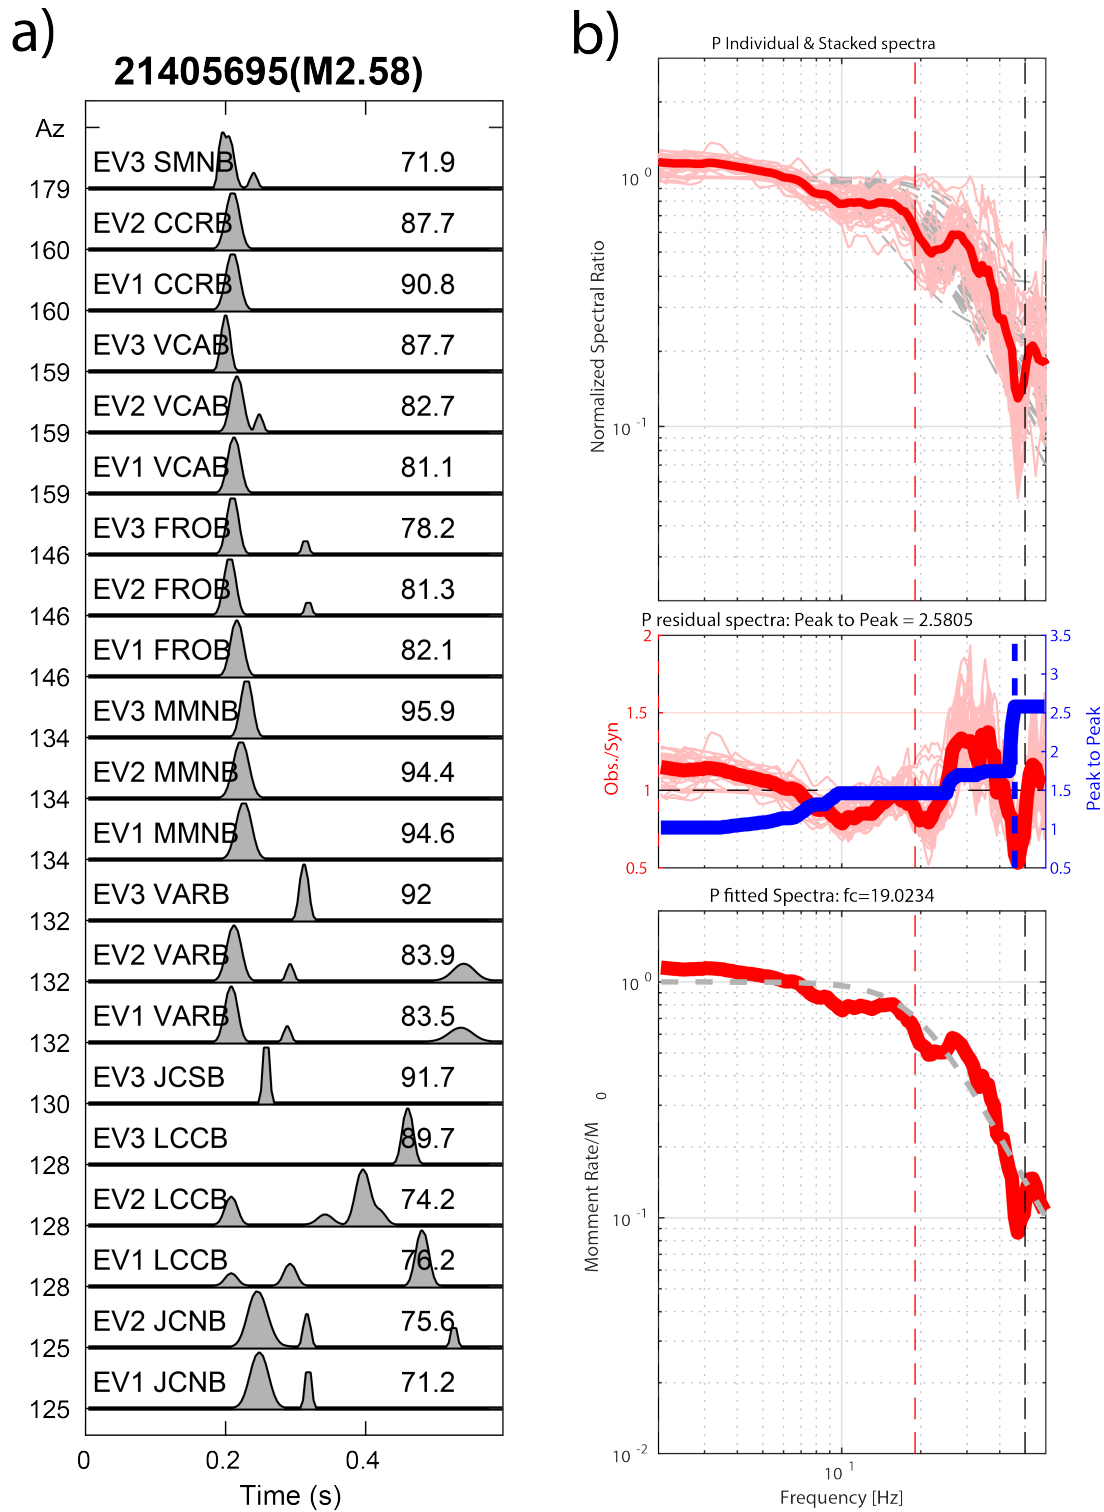 a)
21405695(M2.58)
Az
EV3 SMNB 71.9
179
EV2 CCRB 87.7
160
EV1 CCRB 90.8
160
EV3 VCAB 87.7
159
EV2 VCAB 82.7
159
EV1 VCAB 81.1
159
EV3 FROB 78.2
146
EV2 FROB 81.3
146
EV1 FROB 82.1
146
EV3 MMNB 95.9
134
EV2 MMNB 94.4
134
EV1 MMNB 94.6
134
EV3 VARB 92
132
EV2 VARB 83.9
132
EV1 VARB 83.5
132
EV3 JCSB 91.7
130
EV3 LCCB 89.7
128
EV2 LCCB 74.2
128
EV1 LCCB 76.2
128
EV2 JCNB 75.6
125
EV1 JCNB 71.2
125
0 0.2 0.4
Time (s)
b)
P Individual & Stacked spectra
10 0
10 -1
Normalized Spectral Ratio
P residual spectra: Peak to Peak = 2.5805
2
1.5
1
0.5
Obs./Syn
3.5
3
2.5
2
1.5
1
0.5
Peak to Peak
P fitted Spectra: fc=19.0234
10 0
10 -1
10 -2
Momment Rate/M 0
10 1
Frequency [Hz]